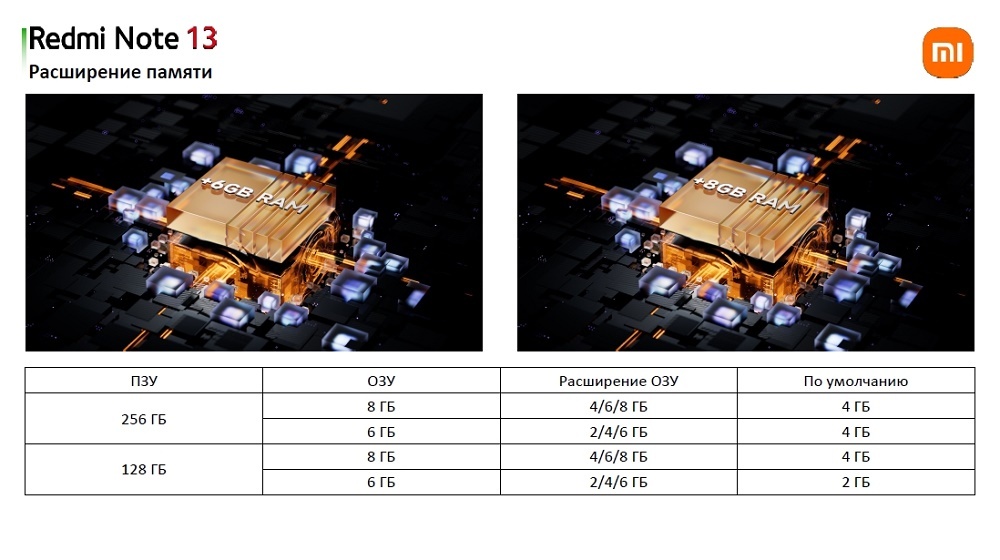 Redmi Note 13
Расширение памяти
mi
+6GB RAM
+8GB RAM
ПЗУ ОЗУ Расширение ОЗУ По умолчанию
256 ГБ 8 ГБ 4/6/8 ГБ 4 ГБ
6 ГБ 2/4/6 ГБ 4 ГБ
128 ГБ 8 ГБ 4/6/8 ГБ 4 ГБ
6 ГБ 2/4/6 ГБ 2 ГБ